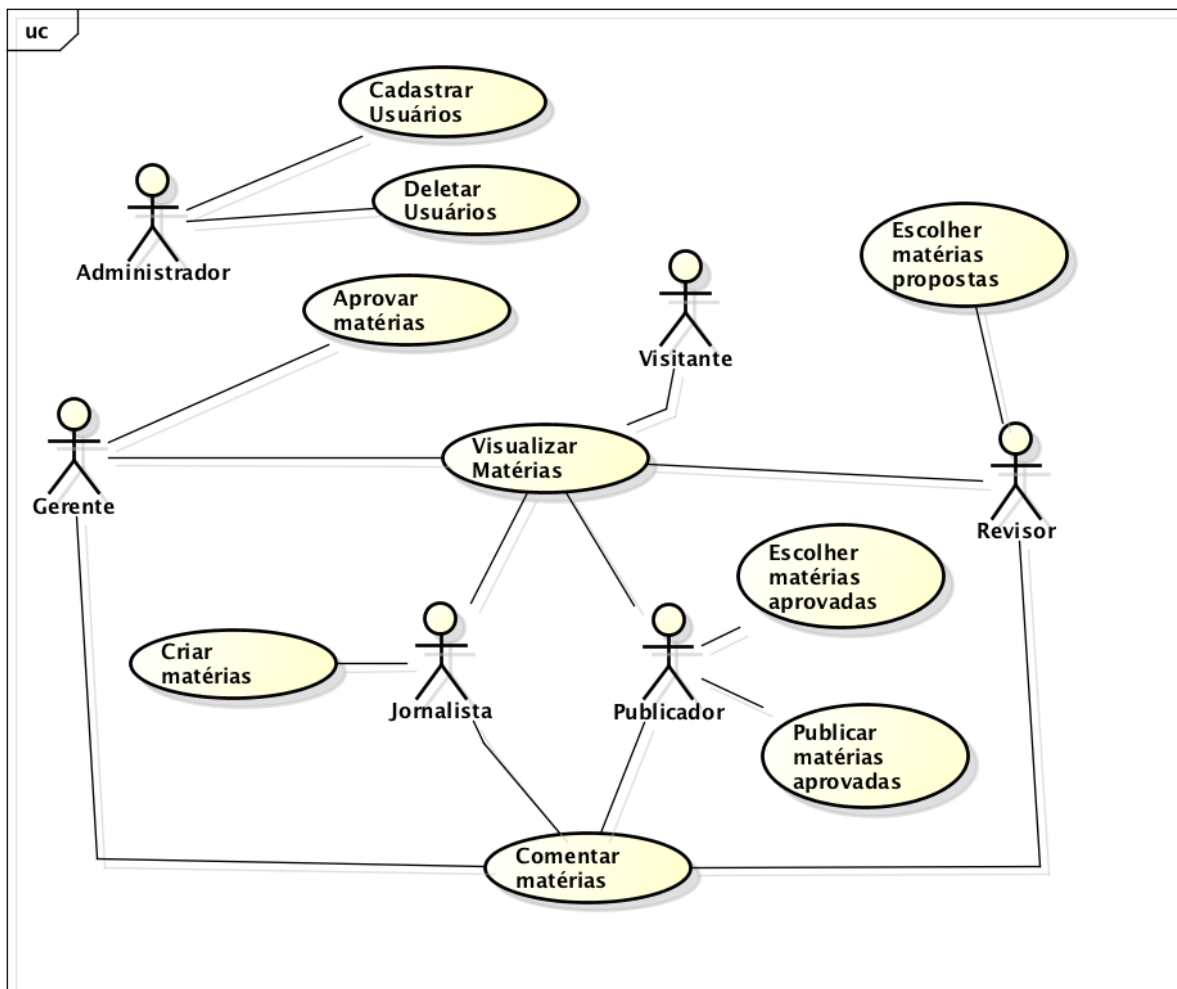 uc
Cadastrar
Usuários
Deletar
Usuários
Administrador
Escolher
matérias
propostas
Aprovar
matérias
Visitante
Visualizar
Matérias
Gerente
Revisor
Escolher
matérias
aprovadas
Criar
matérias
Jornalista
Publicador
Publicar
matérias
aprovadas
Comentar
matérias